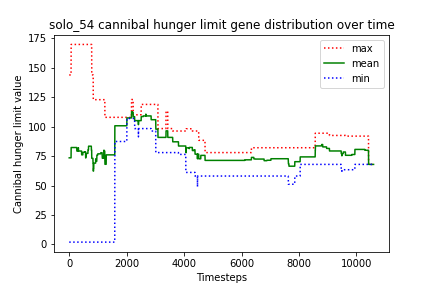 solo_54 cannibal hunger limit gene distribution over time
Cannibal hunger limit value
175
150
125
100
75
50
25
0
max
mean
min
0 2000 4000 6000 8000 10000
Timesteps